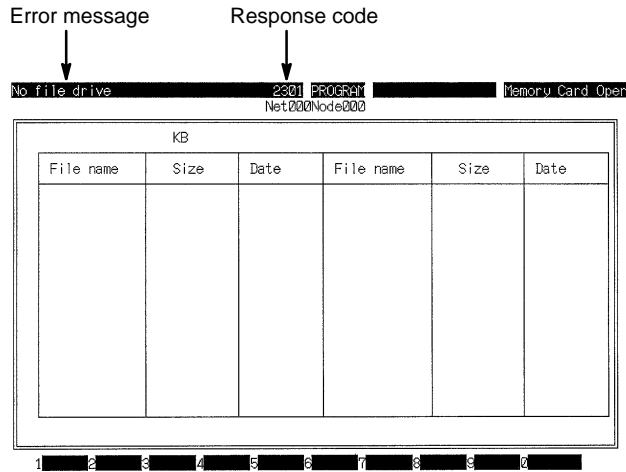 Error message Response code
No file drive 2301 PROGRAM Memory Card Oper
Net000Node000
KB
File name Size Date File name Size Date
1 2 3 4 5 6 7 8 9 0